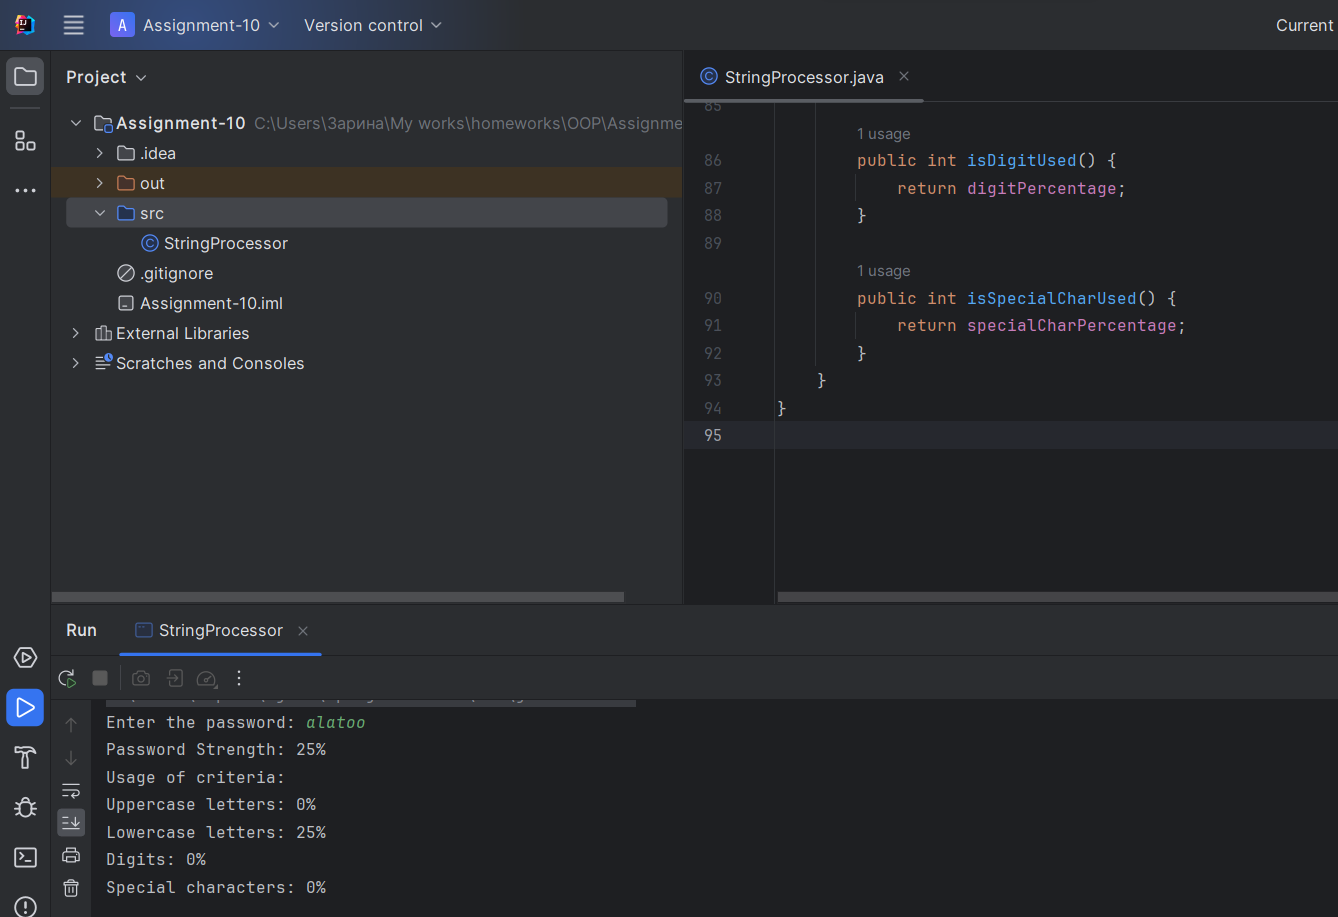 A Assignment-10 Version control Current
Project
Assignment-10 C:\Users\Зарина\My works\homeworks\OOP\Assignme
.idea
out
src
StringProcessor
.gitignore
Assignment-10.iml
External Libraries
Scratches and Consoles
StringProcessor.java
85
1 usage
86 public int isDigitUsed() {
87 return digitPercentage;
88 }
89
1 usage
90 public int isSpecialCharUsed() {
91 return specialCharPercentage;
92 }
93 }
94 }
95
Run StringProcessor
Enter the password: alatoo
Password Strength: 25%
Usage of criteria:
Uppercase letters: 0%
Lowercase letters: 25%
Digits: 0%
Special characters: 0%